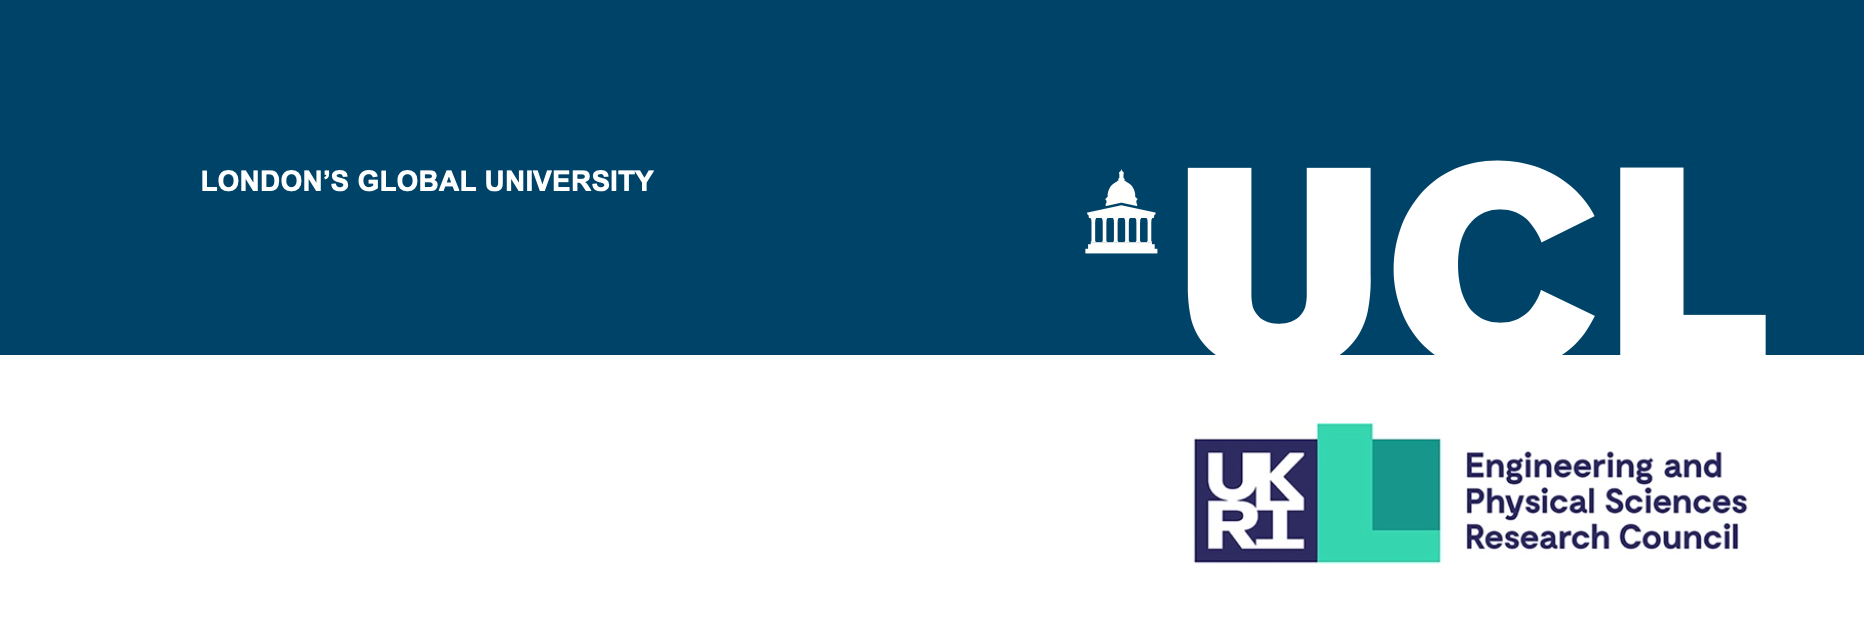 LONDON’S GLOBAL UNIVERSITY
UCL
UK
RI
Engineering and
Physical Sciences
Research Council